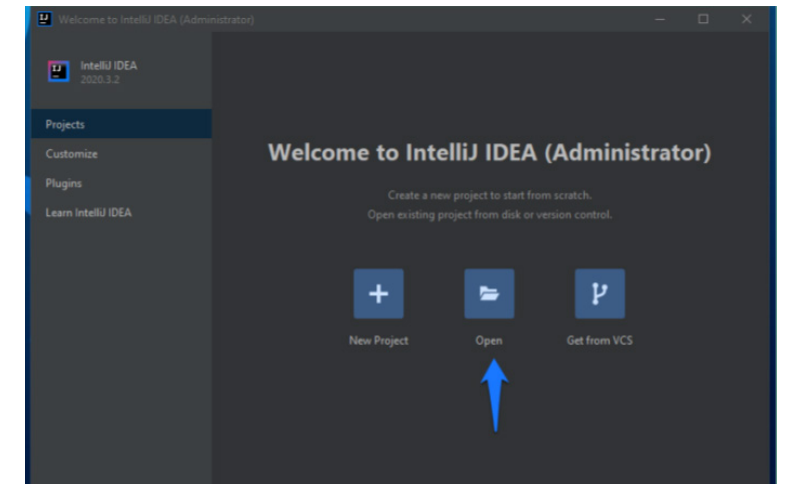 Welcome to IntelliJ IDEA (Administrator)
IntelliJ IDEA
2020.3.2
Projects
Customize
Plugins
Learn IntelliJ IDEA
Welcome to IntelliJ IDEA (Administrator)
Create a new project to start from scratch.
Open existing project from disk or version control.
New Project
Open
Get from VCS